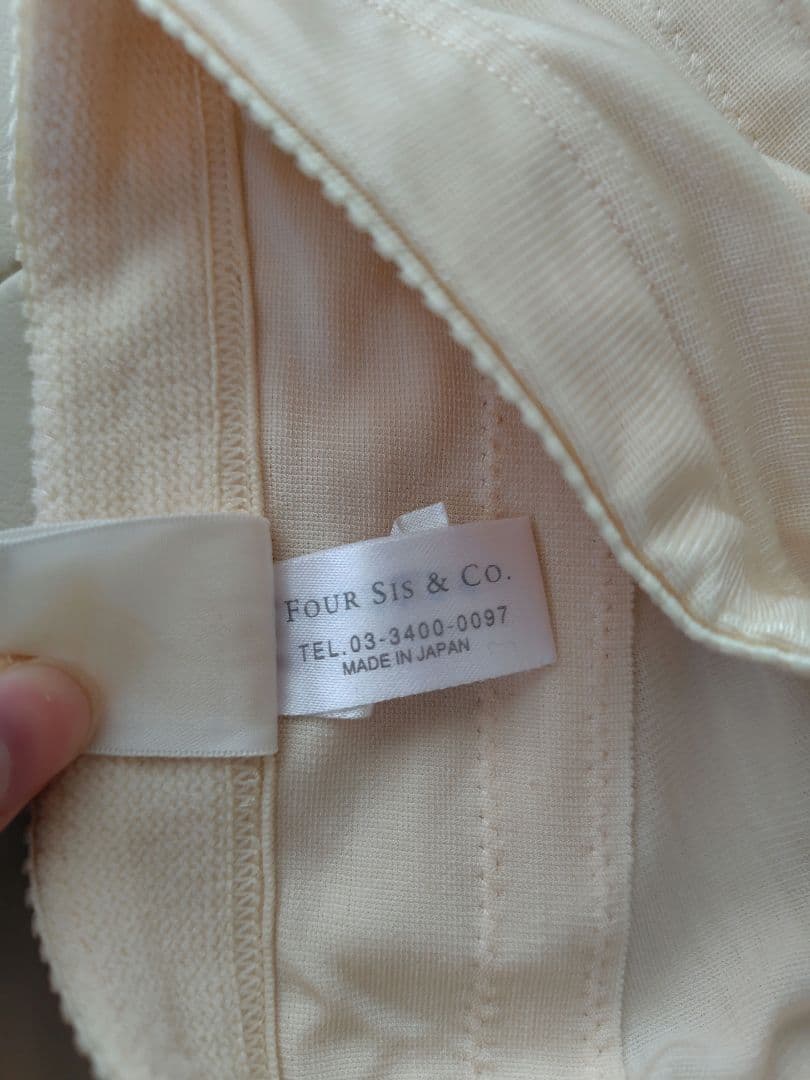 FOUR SIS & CO.
TEL.03-3400-0097
MADE IN JAPAN